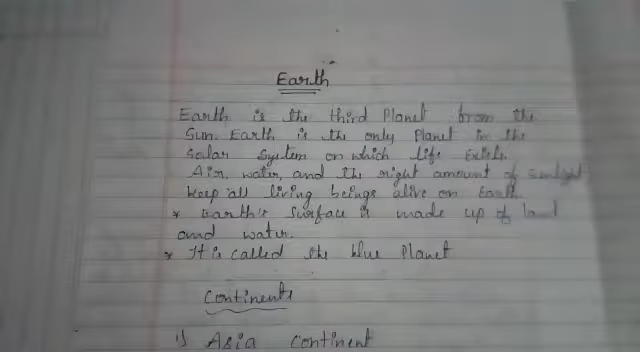 Earth
Earth is the third Planet from the
Sun. Earth is the only Planet in the
Solar System on which life Exists.
Air, water, and the right amount of Sunlight
Keep all living beings alive on Earth
* Earth's Surface is made up of land
and water.
* It is called the blue Planet
Continents
1) Asia continent